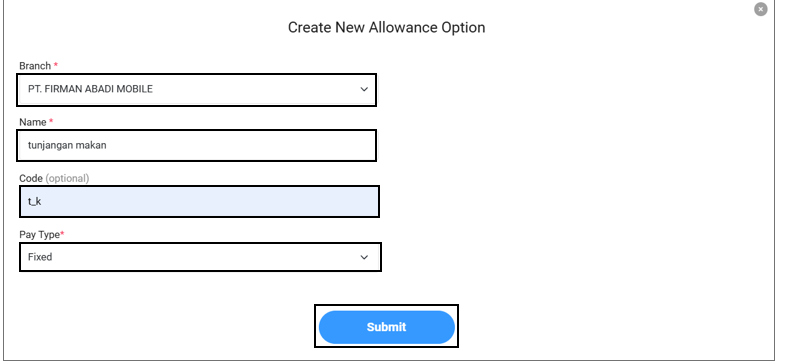 Create New Allowance Option
Branch *
PT. FIRMAN ABADI MOBILE
Name *
tunjangan makan
Code (optional)
t_k
Pay Type*
Fixed
Submit